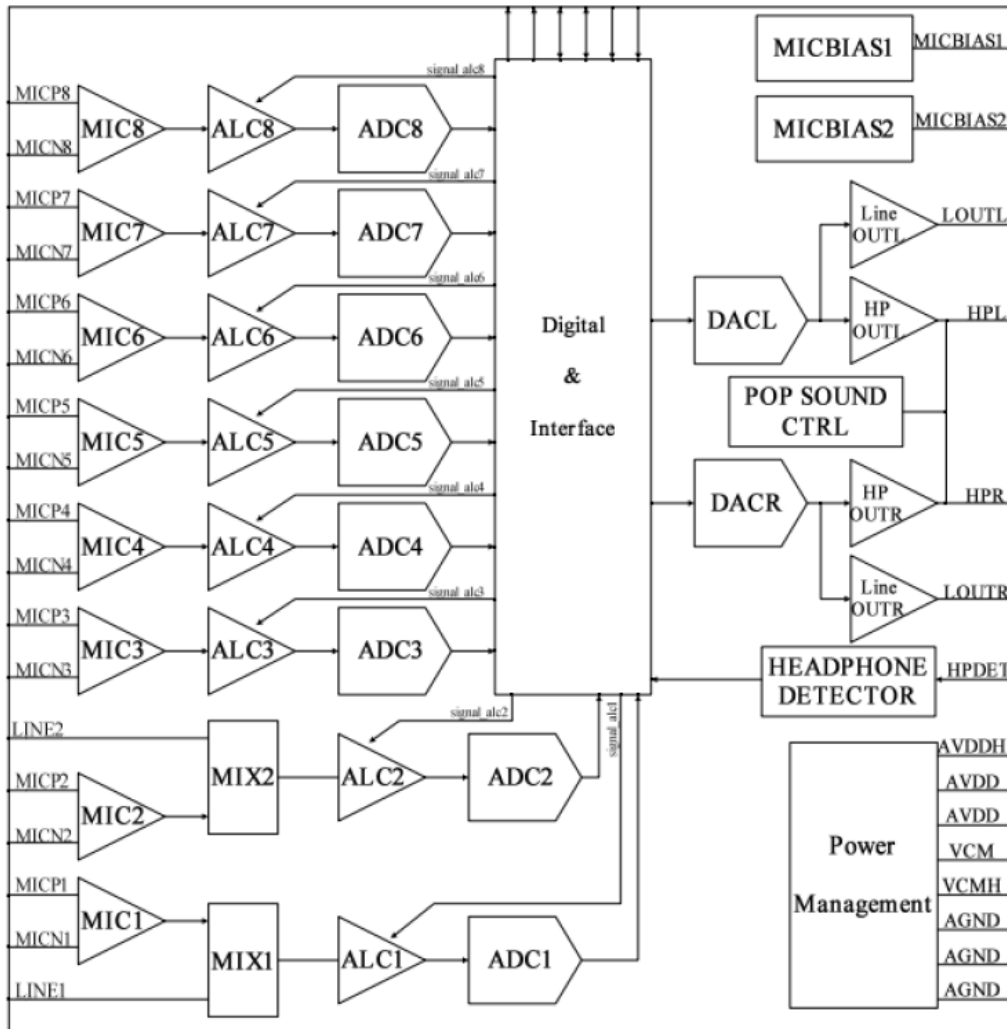 MICBIAS1
MICBIAS1
signal_alc8
MICP8
MIC8
ALC8
ADC8
MICN8
MICBIAS2
MICBIAS2
signal_alc7
MICP7
MIC7
ALC7
ADC7
MICN7
Line
OUTL
LOUTL
signal_alc6
MICP6
MIC6
ALC6
ADC6
MICN6
Digital
&
Interface
DACL
HP
OUTL
HPL
signal_alc5
MICP5
MIC5
ALC5
ADC5
MICN5
POP SOUND
CTRL
signal_alc4
MICP4
MIC4
ALC4
ADC4
MICN4
DACR
HP
OUTR
HPR
signal_alc3
MICP3
MIC3
ALC3
ADC3
MICN3
Line
OUTR
LOUTR
HEADPHONE
DETECTOR
HPDET
LINE2
signal_alc2
signal_alc1
MICP2
MIC2
MICN2
MIX2
ALC2
ADC2
MICP1
MIC1
MICN1
MIX1
ALC1
ADC1
LINE1
Power
Management
AVDDH
AVDD
AVDD
VCM
VCMH
AGND
AGND
AGND